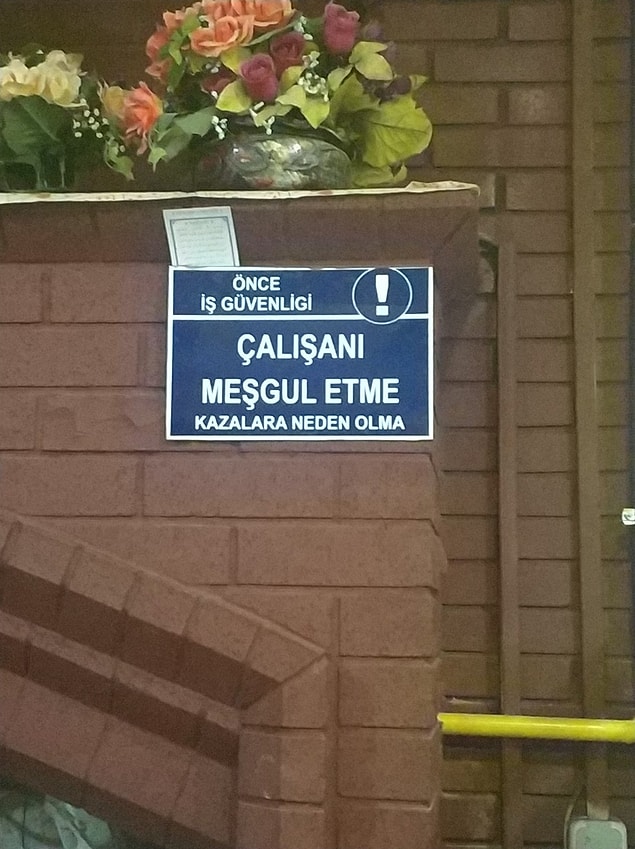 ÖNCE
İŞ GÜVENLİGİ
!
ÇALIŞANI
MEŞGUL ETME
KAZALARA NEDEN OLMA